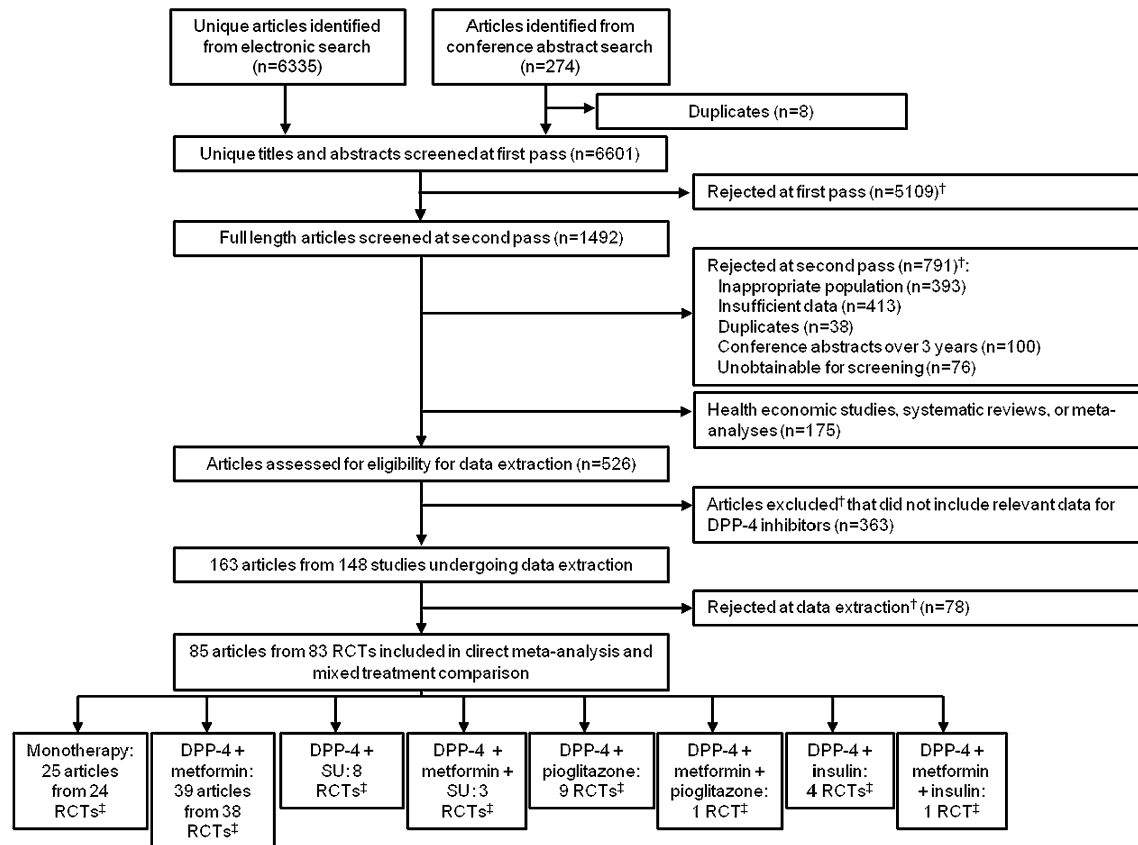 Unique articles identified
from electronic search
(n=6335)
Articles identified from
conference abstract search
(n=274)
Duplicates (n=8)
Unique titles and abstracts screened at first pass (n=6601)
Rejected at first pass (n=5109)†
Full length articles screened at second pass (n=1492)
Rejected at second pass (n=791)†:
Inappropriate population (n=393)
Insufficient data (n=413)
Duplicates (n=38)
Conference abstracts over 3 years (n=100)
Unobtainable for screening (n=76)
Health economic studies, systematic reviews, or meta-
analyses (n=175)
Articles assessed for eligibility for data extraction (n=526)
Articles excluded† that did not include relevant data for
DPP-4 inhibitors (n=363)
163 articles from 148 studies undergoing data extraction
Rejected at data extraction† (n=78)
85 articles from 83 RCTs included in direct meta-analysis and
mixed treatment comparison
Monotherapy:
25 articles
from 24
RCTs‡
DPP-4 +
metformin:
39 articles
from 38
RCTs‡
DPP-4 +
SU: 8
RCTs‡
DPP-4 +
metformin +
SU: 3
RCTs‡
DPP-4 +
pioglitazone:
9 RCTs‡
DPP-4 +
metformin +
pioglitazone:
1 RCT‡
DPP-4 +
insulin:
4 RCTs‡
DPP-4 +
metformin
+ insulin:
1 RCT‡